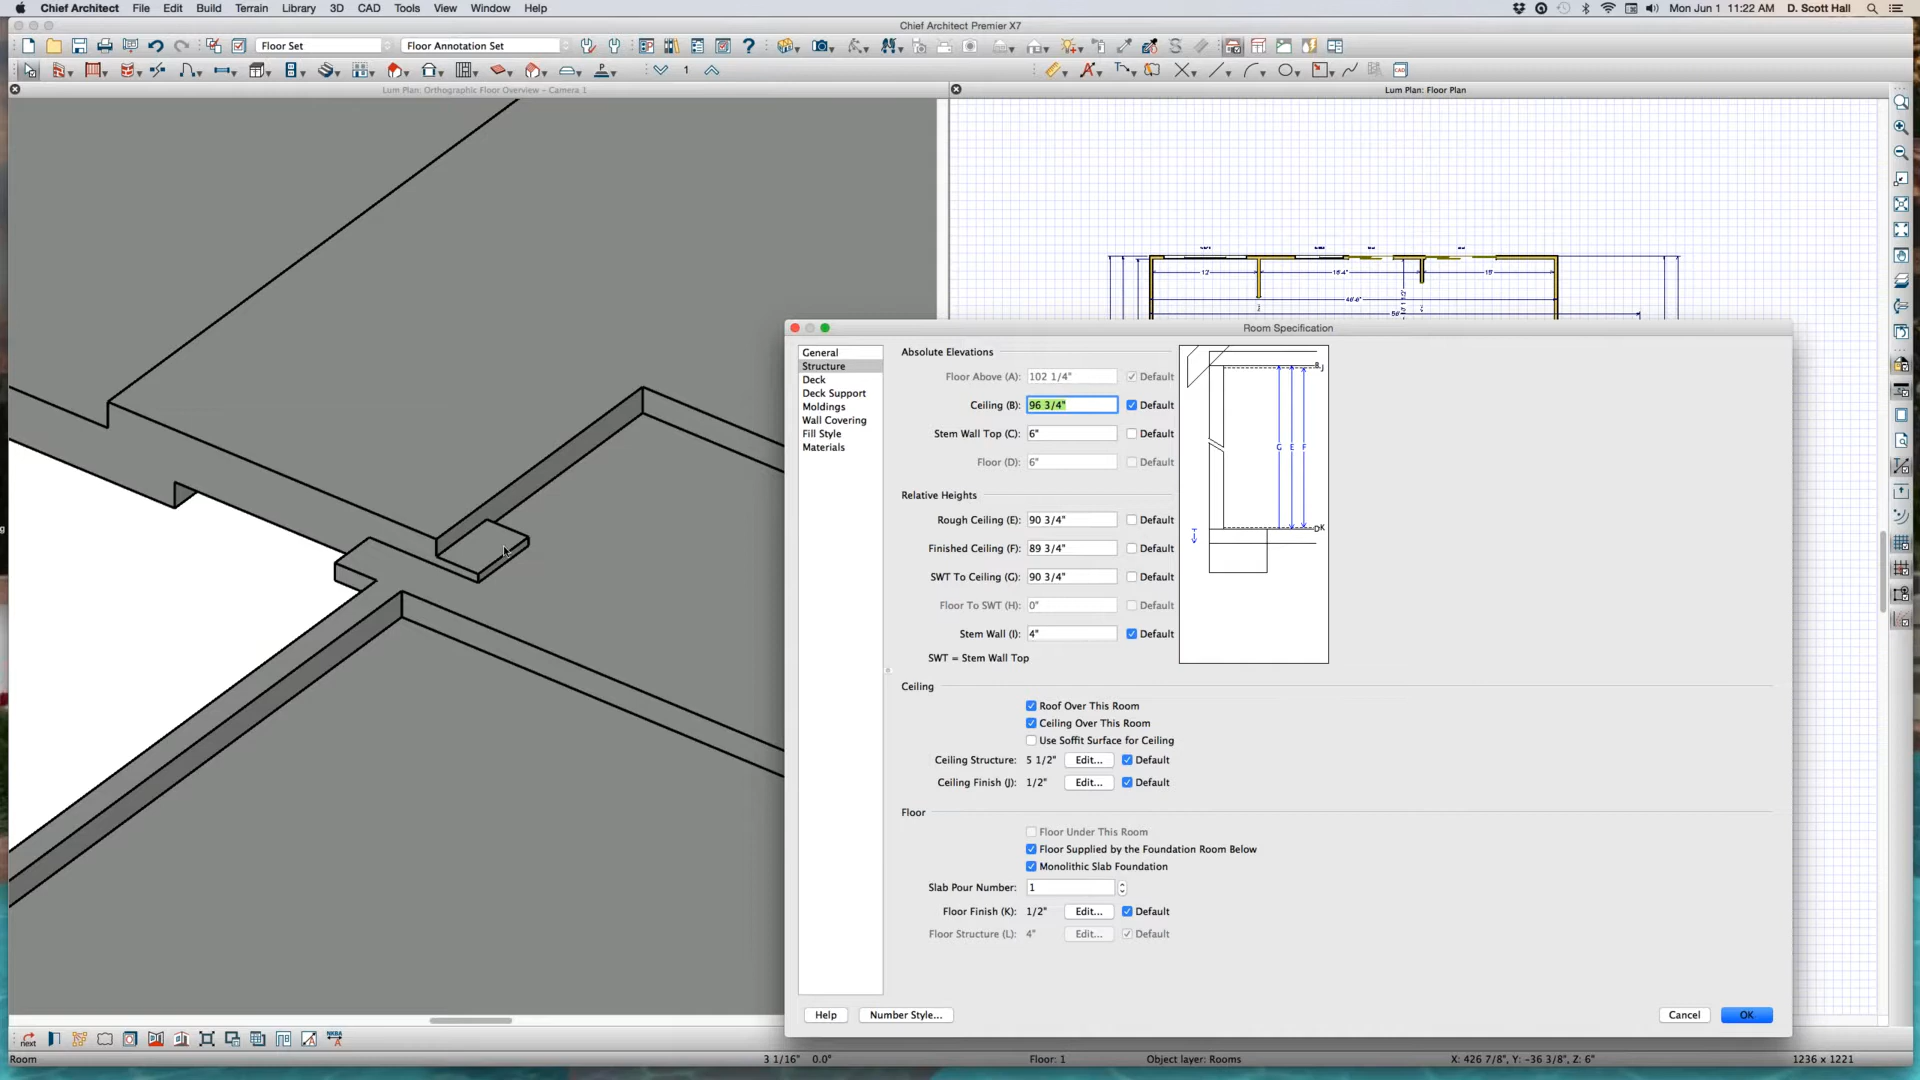 Chief Architect File Edit Build Terrain Library 3D CAD Tools View Window Help
Mon Jun 1 11:22 AM D. Scott Hall
Chief Architect Premier X7
Floor Set
Floor Annotation Set
1
Lum Plan: Orthographic Floor Overview - Camera 1
Lum Plan: Floor Plan
12'
15'
Room Specification
General
Structure
Deck
Deck Support
Moldings
Wall Covering
Fill Style
Materials
Absolute Elevations
Floor Above (A): 102 1/4" Default
Ceiling (B): 96 3/4" Default
Stem Wall Top (C): 6" Default
Floor (D): 6" Default
Relative Heights
Rough Ceiling (E): 90 3/4" Default
Finished Ceiling (F): 89 3/4" Default
SWT To Ceiling (G): 90 3/4" Default
Floor To SWT (H): 0" Default
Stem Wall (I): 4" Default
SWT = Stem Wall Top
B J
G E F
D K
I
Ceiling
Roof Over This Room
Ceiling Over This Room
Use Soffit Surface for Ceiling
Ceiling Structure: 5 1/2" Edit... Default
Ceiling Finish (J): 1/2" Edit... Default
Floor
Floor Under This Room
Floor Supplied by the Foundation Room Below
Monolithic Slab Foundation
Slab Pour Number: 1
Floor Finish (K): 1/2" Edit... Default
Floor Structure (L): 4" Edit... Default
Help Number Style... Cancel OK
next
NKBA
Room 3 1/16" 0.0° Floor: 1 Object layer: Rooms X: 426 7/8", Y: -36 3/8", Z: 6" 1236 x 1221